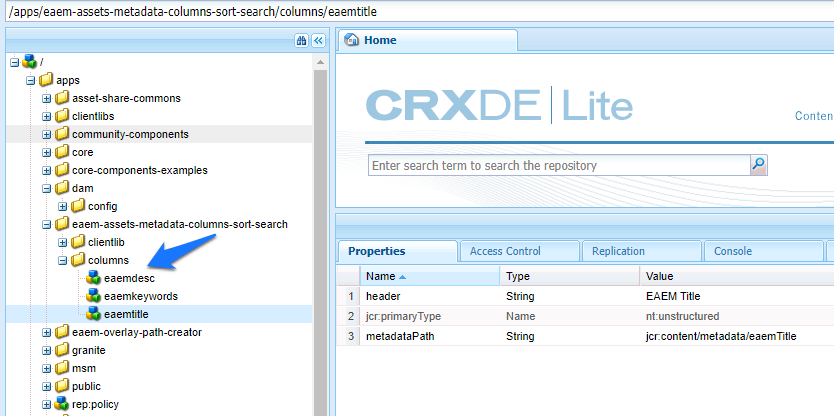 /apps/eaem-assets-metadata-columns-sort-search/columns/eaemtitle
/
apps
asset-share-commons
clientlibs
community-components
core
core-components-examples
dam
config
eaem-assets-metadata-columns-sort-search
clientlib
columns
eaemdesc
eaemkeywords
eaemtitle
eaem-overlay-path-creator
granite
msm
public
rep:policy
Home
CRXDE | Lite
Conten
Enter search term to search the repository
Properties Access Control Replication Console
Name Type Value
1 header String EAEM Title
2 jcr:primaryType Name nt:unstructured
3 metadataPath String jcr:content/metadata/eaemTitle